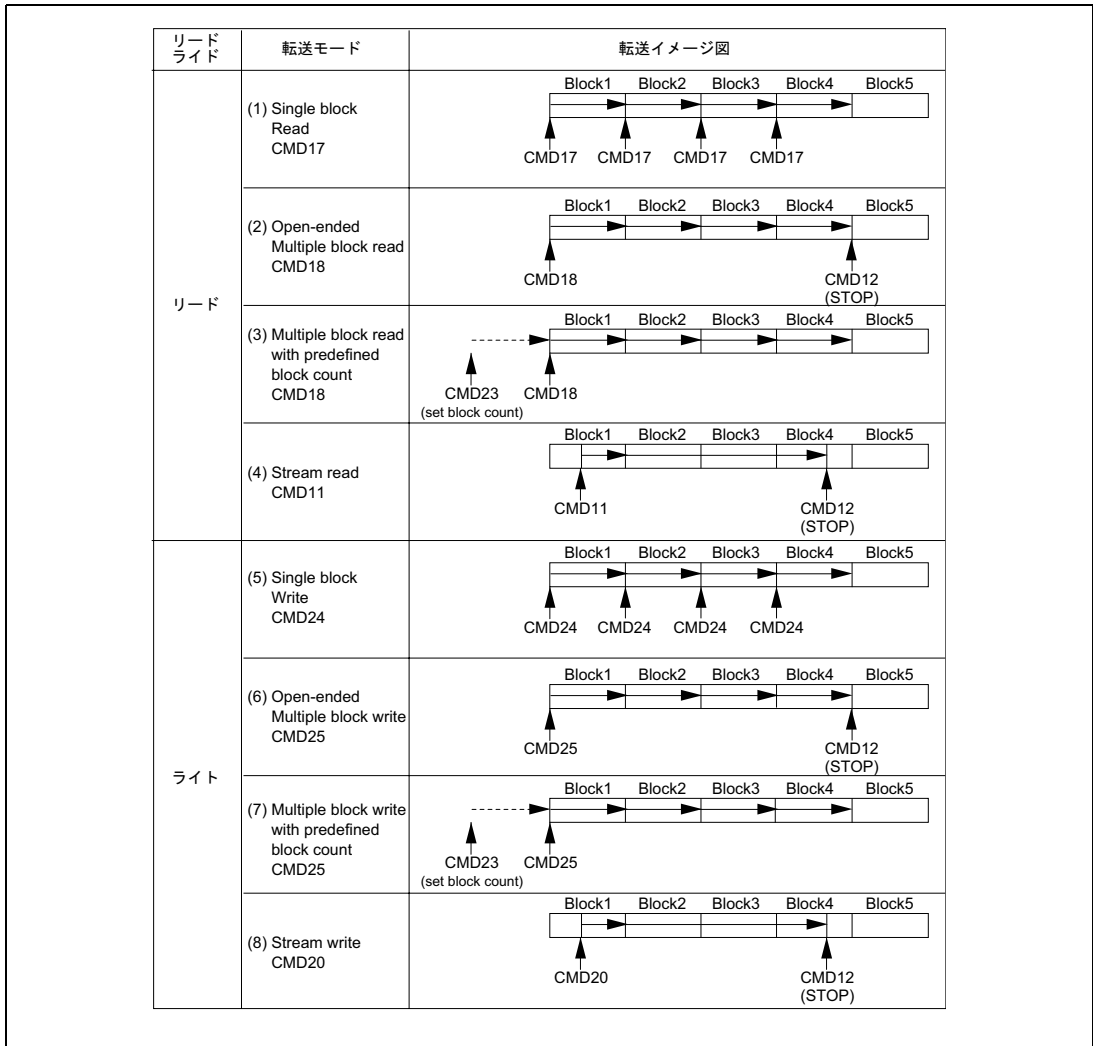 リード
ライド
転送モード
転送イメージ図
リード
(1) Single block
Read
CMD17
Block1 Block2 Block3 Block4 Block5
CMD17 CMD17 CMD17 CMD17
(2) Open-ended
Multiple block read
CMD18
Block1 Block2 Block3 Block4 Block5
CMD18 CMD12
(STOP)
(3) Multiple block read
with predefined
block count
CMD18
Block1 Block2 Block3 Block4 Block5
CMD23 CMD18
(set block count)
(4) Stream read
CMD11
Block1 Block2 Block3 Block4 Block5
CMD11 CMD12
(STOP)
ライト
(5) Single block
Write
CMD24
Block1 Block2 Block3 Block4 Block5
CMD24 CMD24 CMD24 CMD24
(6) Open-ended
Multiple block write
CMD25
Block1 Block2 Block3 Block4 Block5
CMD25 CMD12
(STOP)
(7) Multiple block write
with predefined
block count
CMD25
Block1 Block2 Block3 Block4 Block5
CMD23 CMD25
(set block count)
(8) Stream write
CMD20
Block1 Block2 Block3 Block4 Block5
CMD20 CMD12
(STOP)